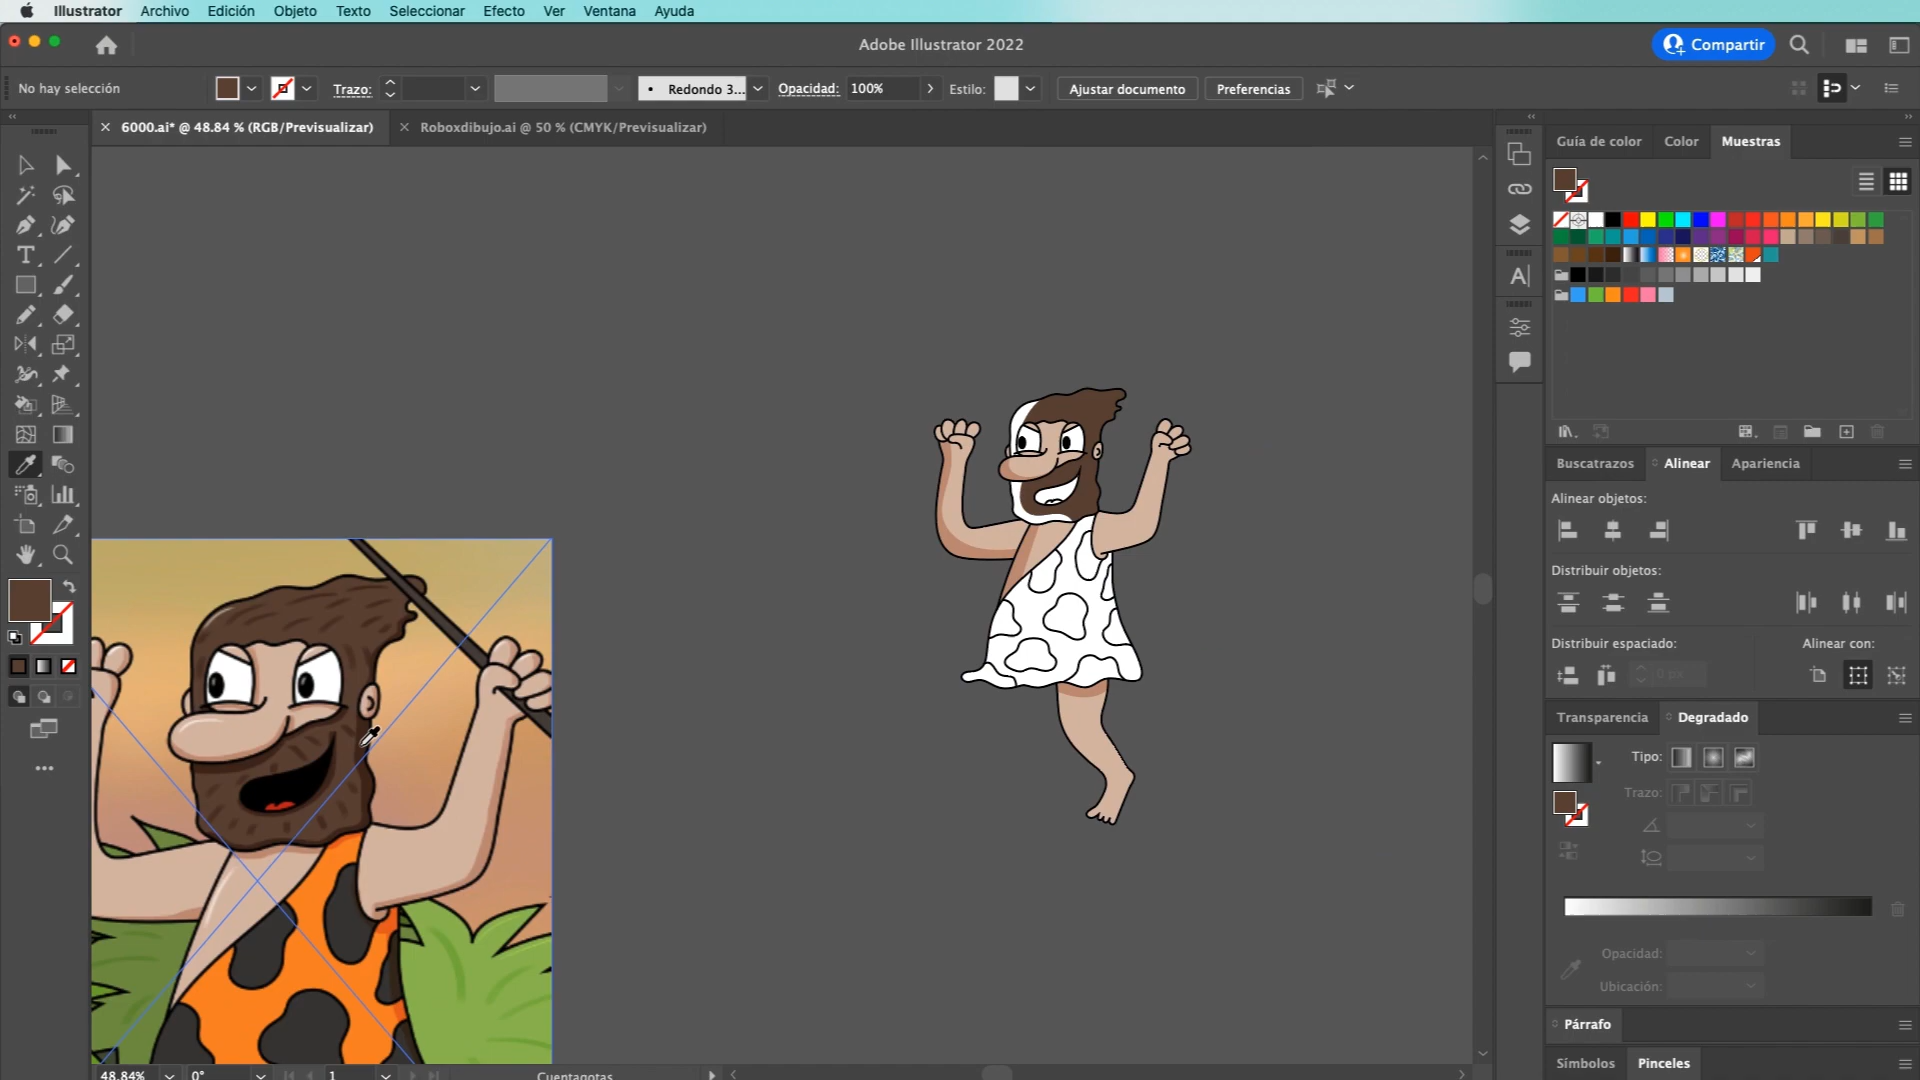 Illustrator Archivo Edición Objeto Texto Seleccionar Efecto Ver Ventana Ayuda
Adobe Illustrator 2022
Compartir
No hay selección
Trazo:
Redondo 3...
Opacidad: 100%
Estilo:
Ajustar documento
Preferencias
6000.ai* @ 48.84 % (RGB/Previsualizar)
Roboxdibujo.ai @ 50 % (CMYK/Previsualizar)
Guía de color
Color
Muestras
Buscatrazos
Alinear
Apariencia
Alinear objetos:
Distribuir objetos:
Distribuir espaciado:
Alinear con:
0 px
Transparencia
Degradado
Tipo:
Trazo:
Opacidad:
Ubicación:
Párrafo
Símbolos
Pinceles
48.84%
0°
1
Cuentagotas